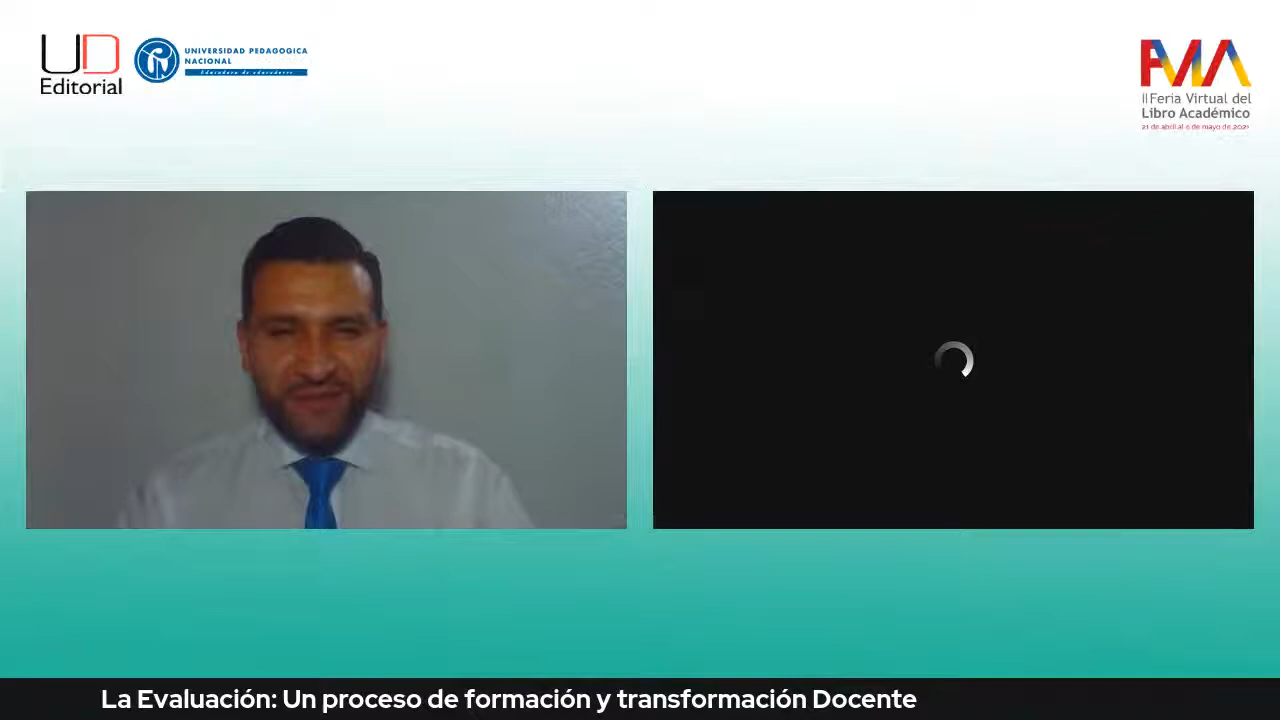 UD
Editorial
UNIVERSIDAD PEDAGOGICA
NACIONAL
Educadora de educadores
FVLA
II Feria Virtual del
Libro Académico
21 de abril al 6 de mayo de 2021
La Evaluación: Un proceso de formación y transformación Docente